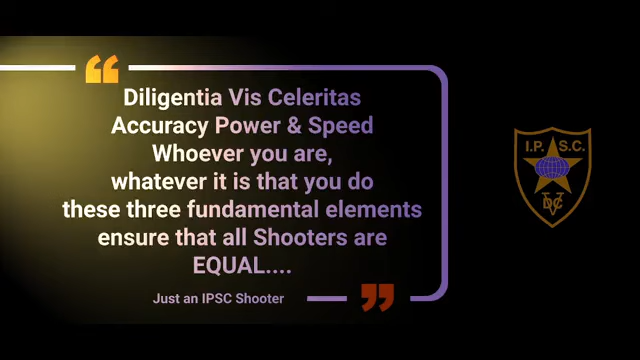 Diligentia Vis Celeritas
Accuracy Power & Speed
Whoever you are,
whatever it is that you do
these three fundamental elements
ensure that all Shooters are
EQUAL....
Just an IPSC Shooter
I.P. S.C.
DVC